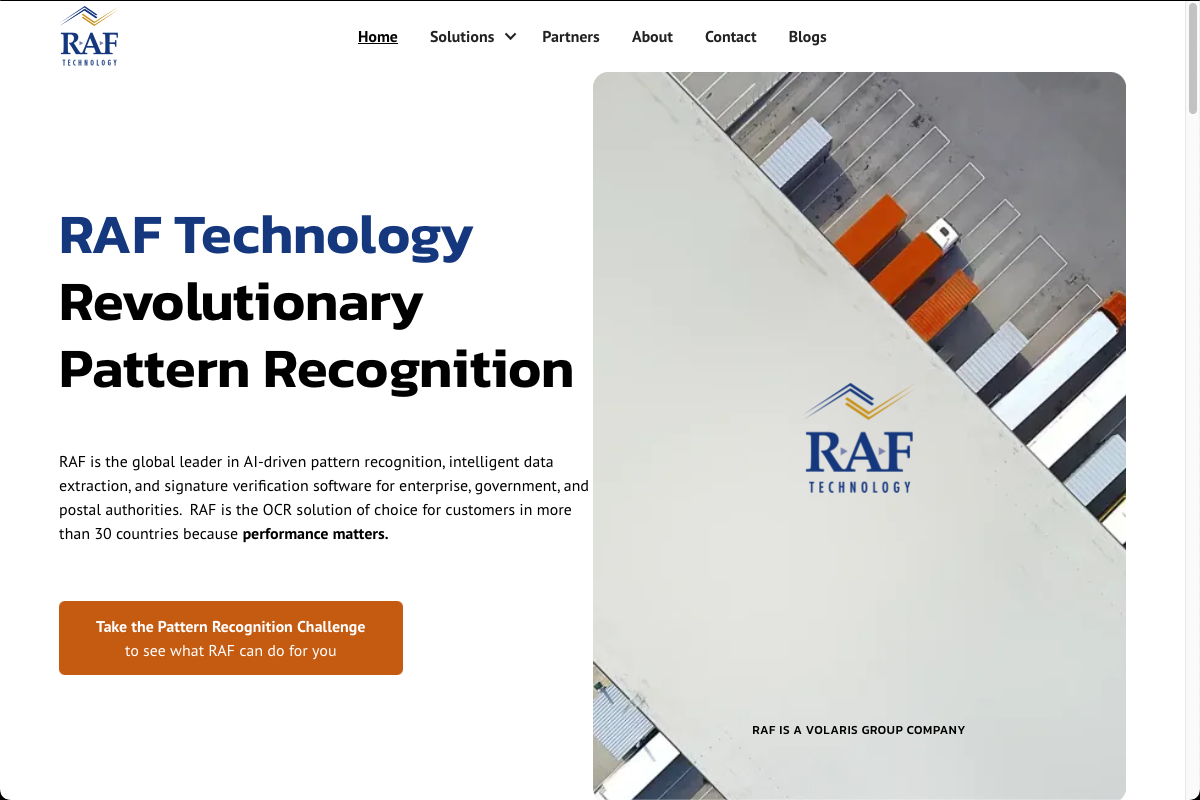 RAF
TECHNOLOGY
Home Solutions Partners About Contact Blogs
RAF Technology
Revolutionary
Pattern Recognition
RAF is the global leader in AI-driven pattern recognition, intelligent data
extraction, and signature verification software for enterprise, government, and
postal authorities.  RAF is the OCR solution of choice for customers in more
than 30 countries because performance matters.
Take the Pattern Recognition Challenge
to see what RAF can do for you
RAF
TECHNOLOGY
RAF IS A VOLARIS GROUP COMPANY